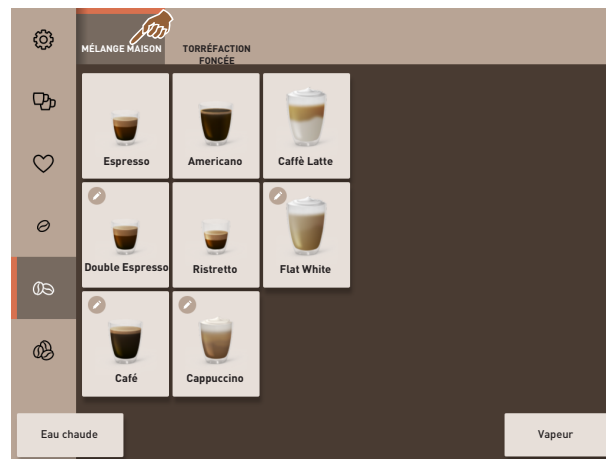 MÉLANGE MAISON
TORRÉFACTION
FONCÉE
Espresso
Americano
Caffè Latte
Double Espresso
Ristretto
Flat White
Café
Cappuccino
Eau chaude
Vapeur